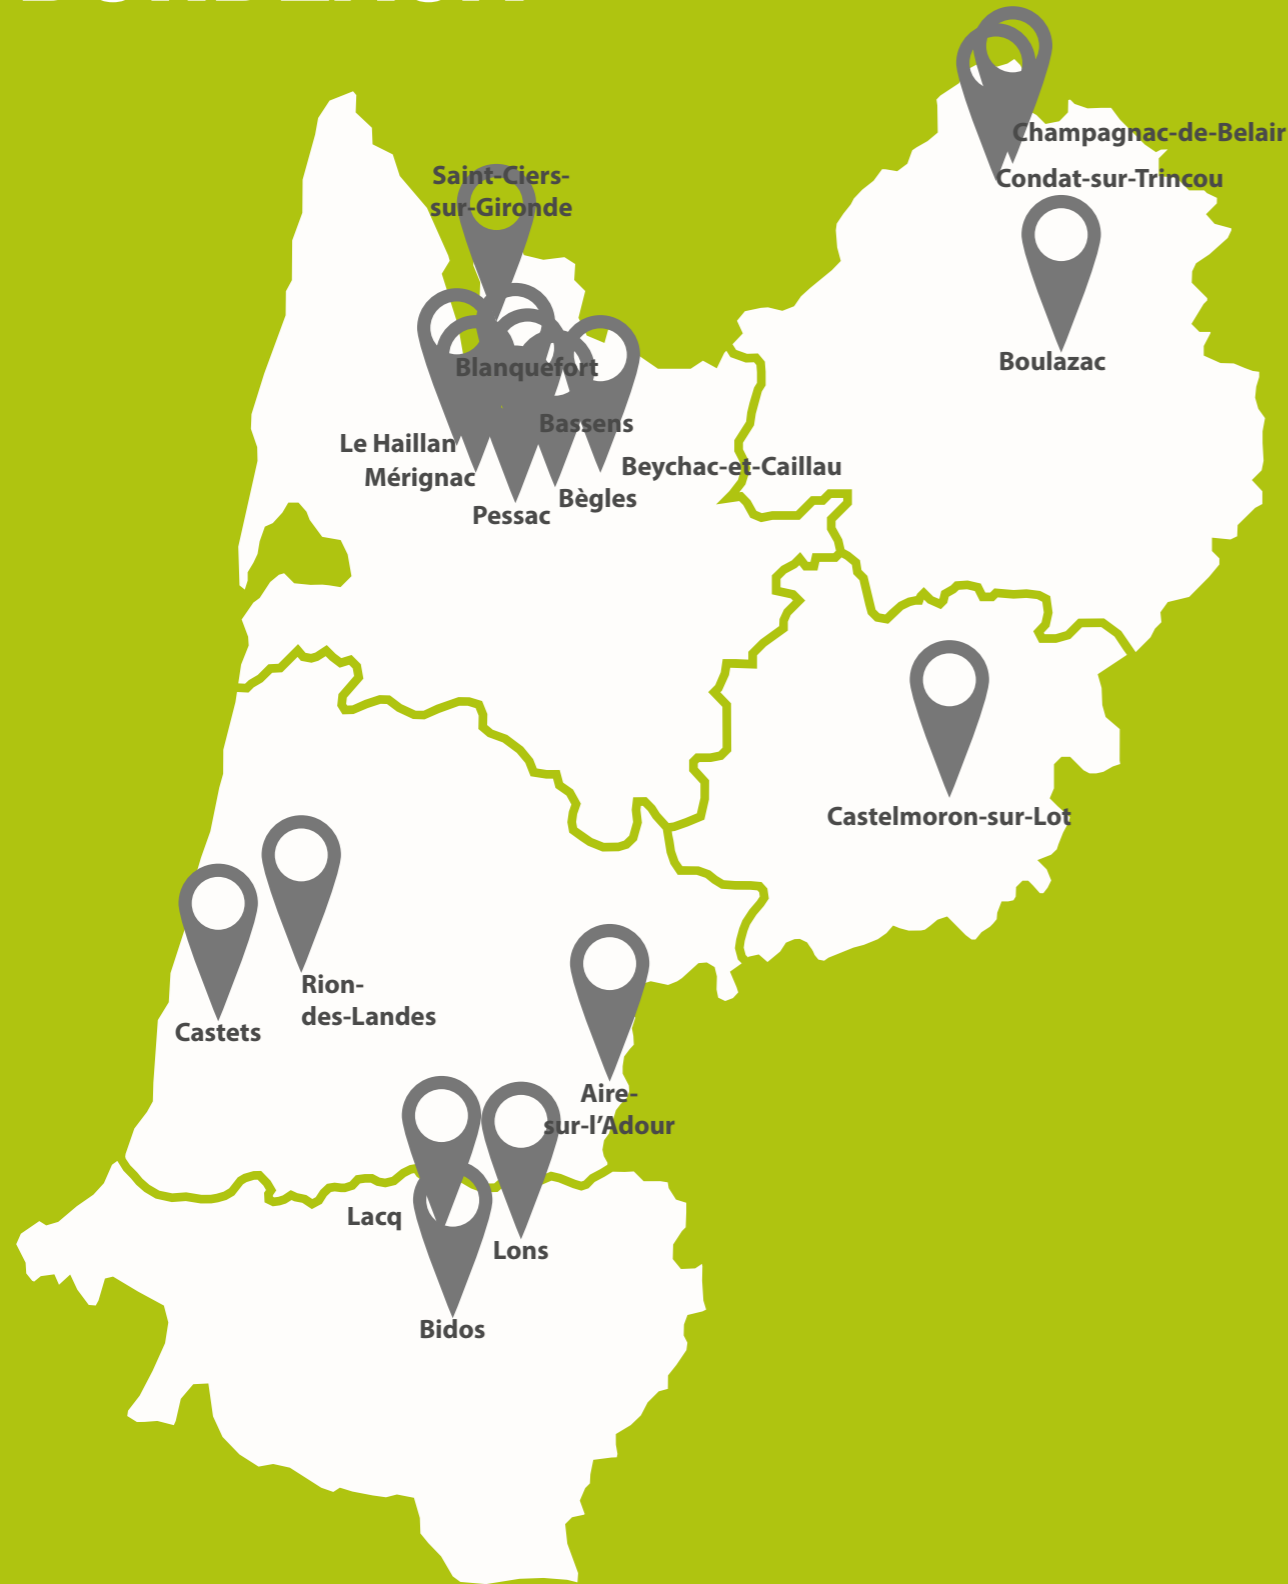 Champagnac-de-Belair
Saint-Ciers-
sur-Gironde
Condat-sur-Trincou
Boulazac
Blanquefort
Bassens
Le Haillan
Mérignac
Beychac-et-Caillau
Bègles
Pessac
Castelmoron-sur-Lot
Rion-
des-Landes
Castets
Aire-
sur-l’Adour
Lacq
Lons
Bidos